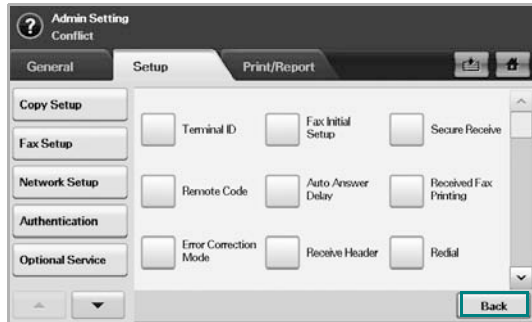 Admin Setting
Conflict
General
Setup
Print/Report
Copy Setup
Fax Setup
Network Setup
Authentication
Optional Service
Terminal ID
Fax Initial
Setup
Secure Receive
Remote Code
Auto Answer
Delay
Received Fax
Printing
Error Correction
Mode
Receive Header
Redial
Back